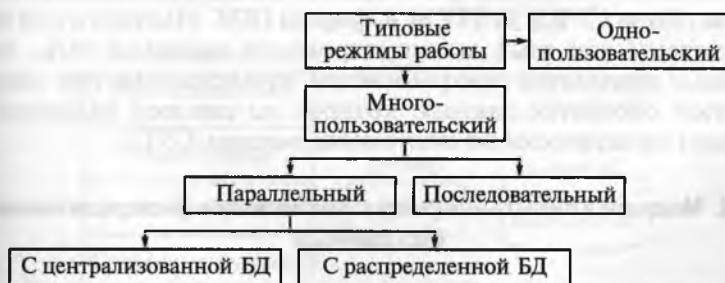 Типовые
режимы работы
Одно-
пользовательский
Много-
пользовательский
Параллельный
Последовательный
С централизованной БД
С распределенной БД